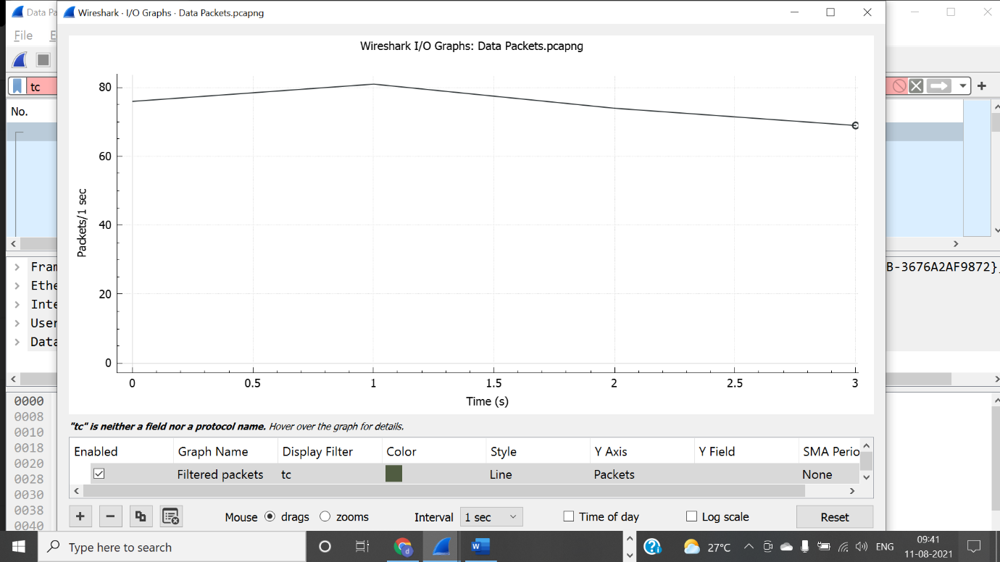 Data Pa
Wireshark · I/O Graphs · Data Packets.pcapng
File E
tc
No.
Wireshark I/O Graphs: Data Packets.pcapng
80
60
40
20
0
Packets/1 sec
0 0.5 1 1.5 2 2.5 3
Time (s)
Fram
Ethe
Inte
User
Data
B-3676A2AF9872},
"tc" is neither a field nor a protocol name. Hover over the graph for details.
Enabled Graph Name Display Filter Color Style Y Axis Y Field SMA Perio
Filtered packets tc Line Packets None
0000
0008
0010
0018
0020
0028
0030
0038
0040
Mouse drags zooms Interval 1 sec Time of day Log scale Reset
Type here to search
d
W
27°C
ENG
09:41
11-08-2021